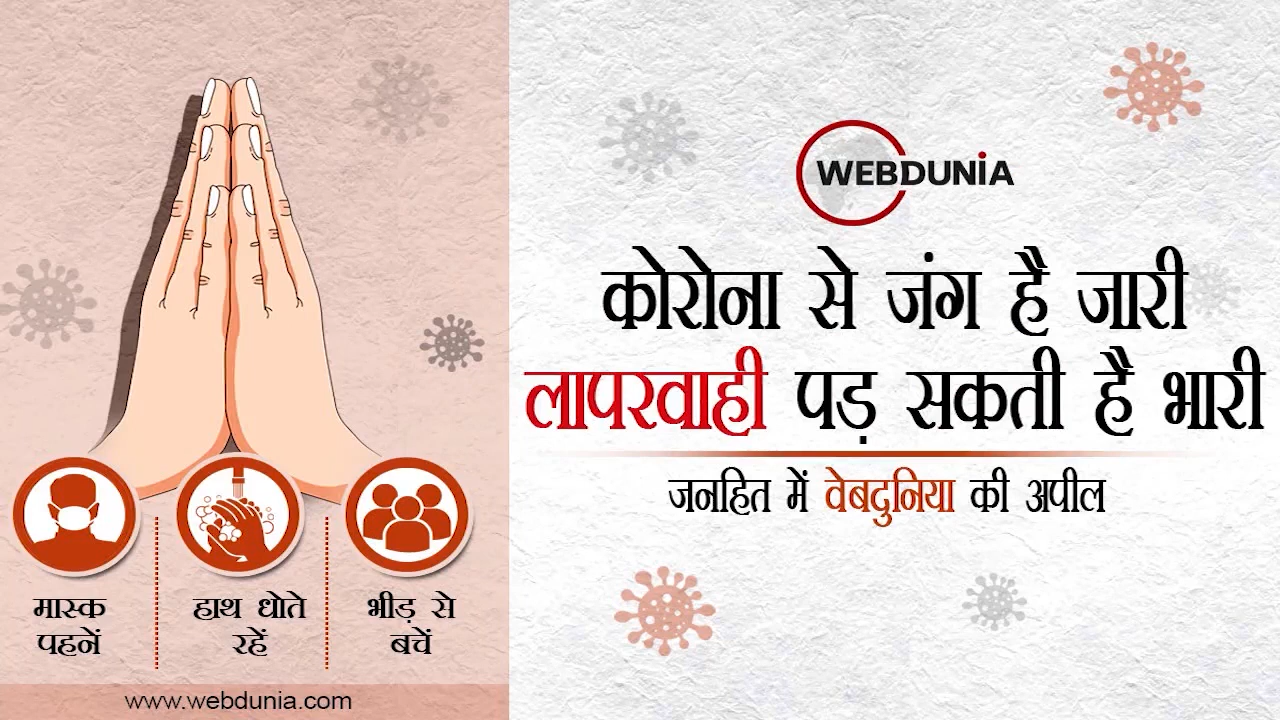 WEBDUNIA
कोरोना से जंग है जारी
लापरवाही पड़ सकती है भारी
जनहित में वेबदुनिया की अपील
मास्क
पहनें
हाथ धोते
रहें
भीड़ से
बचें
www.webdunia.com